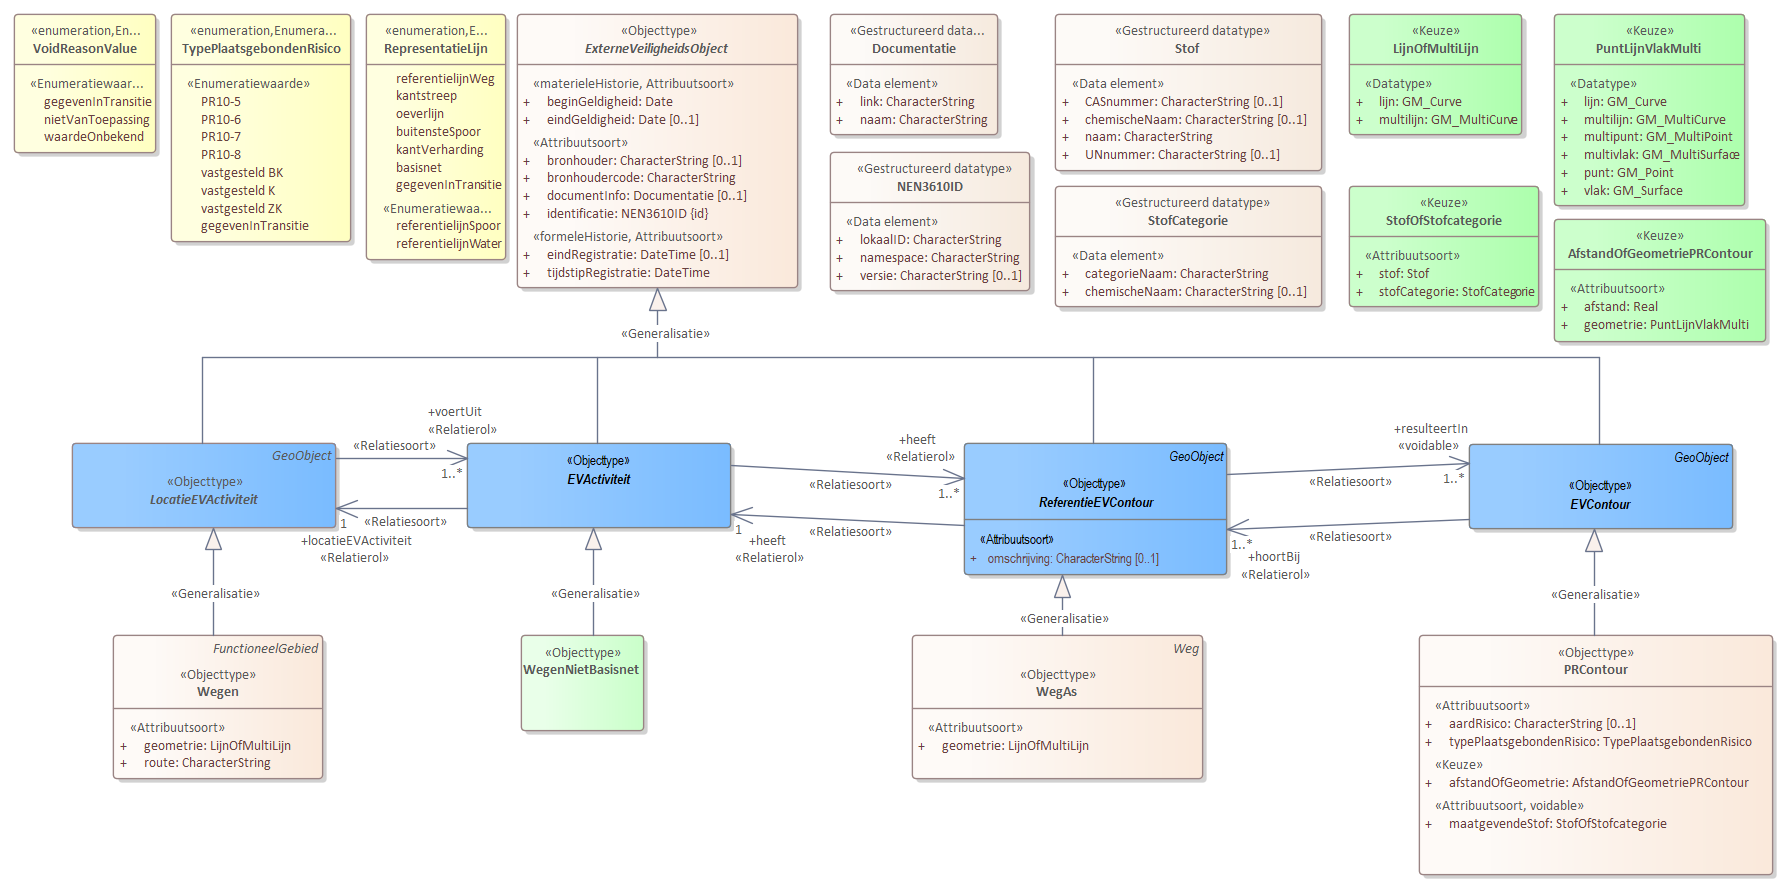 «enumeration,En...
VoidReasonValue
«Enumeratiewaar...
gegevenInTransitie
nietVanToepassing
waardeOnbekend
«enumeration,Enumera...
TypePlaatsgebondenRisico
«Enumeratiewaarde»
PR10-5
PR10-6
PR10-7
PR10-8
vastgesteld BK
vastgesteld K
vastgesteld ZK
gegevenInTransitie
«enumeration,E...
RepresentatieLijn
referentielijnWeg
kantstreep
oeverlijn
buitensteSpoor
kantVerharding
basisnet
gegevenInTransitie
«Enumeratiewaa...
referentielijnSpoor
referentielijnWater
«Objecttype»
ExterneVeiligheidsObject
«materieleHistorie, Attribuutsoort»
+ beginGeldigheid: Date
+ eindGeldigheid: Date [0..1]
«Attribuutsoort»
+ bronhouder: CharacterString [0..1]
+ bronhoudercode: CharacterString
+ documentInfo: Documentatie [0..1]
+ identificatie: NEN3610ID {id}
«formeleHistorie, Attribuutsoort»
+ eindRegistratie: DateTime [0..1]
+ tijdstipRegistratie: DateTime
«Gestructureerd data...
Documentatie
«Data element»
+ link: CharacterString
+ naam: CharacterString
«Gestructureerd datatype»
NEN3610ID
«Data element»
+ lokaalID: CharacterString
+ namespace: CharacterString
+ versie: CharacterString [0..1]
«Gestructureerd datatype»
Stof
«Data element»
+ CASnummer: CharacterString [0..1]
+ chemischeNaam: CharacterString [0..1]
+ naam: CharacterString
+ UNnummer: CharacterString [0..1]
«Gestructureerd datatype»
StofCategorie
«Data element»
+ categorieNaam: CharacterString
+ chemischeNaam: CharacterString [0..1]
«Keuze»
LijnOfMultiLijn
«Datatype»
+ lijn: GM_Curve
+ multilijn: GM_MultiCurve
«Keuze»
StofOfStofcategorie
«Attribuutsoort»
+ stof: Stof
+ stofCategorie: StofCategorie
«Keuze»
PuntLijnVlakMulti
«Datatype»
+ lijn: GM_Curve
+ multilijn: GM_MultiCurve
+ multipunt: GM_MultiPoint
+ multivlak: GM_MultiSurface
+ punt: GM_Point
+ vlak: GM_Surface
«Keuze»
AfstandOfGeometriePRContour
«Attribuutsoort»
+ afstand: Real
+ geometrie: PuntLijnVlakMulti
«Generalisatie»
GeoObject
«Objecttype»
LocatieEVActiviteit
+voertUit
«Relatierol»
«Relatiesoort»
1..*
«Relatiesoort»
1
+locatieEVActiviteit
«Relatierol»
«Objecttype»
EVActiviteit
+heeft
«Relatierol»
«Relatiesoort»
1..*
«Relatiesoort»
1
+heeft
«Relatierol»
GeoObject
«Objecttype»
ReferentieEVContour
«Attribuutsoort»
+ omschrijving: CharacterString [0..1]
+resulteertIn
«voidable»
«Relatiesoort»
1..*
«Relatiesoort»
1..*
+hoortBij
«Relatierol»
GeoObject
«Objecttype»
EVContour
«Generalisatie»
«Generalisatie»
«Generalisatie»
«Generalisatie»
FunctioneelGebied
«Objecttype»
Wegen
«Attribuutsoort»
+ geometrie: LijnOfMultiLijn
+ route: CharacterString
«Objecttype»
WegenNietBasisnet
Weg
«Objecttype»
WegAs
«Attribuutsoort»
+ geometrie: LijnOfMultiLijn
«Objecttype»
PRContour
«Attribuutsoort»
+ aardRisico: CharacterString [0..1]
+ typePlaatsgebondenRisico: TypePlaatsgebondenRisico
«Keuze»
+ afstandOfGeometrie: AfstandOfGeometriePRContour
«Attribuutsoort, voidable»
+ maatgevendeStof: StofOfStofcategorie